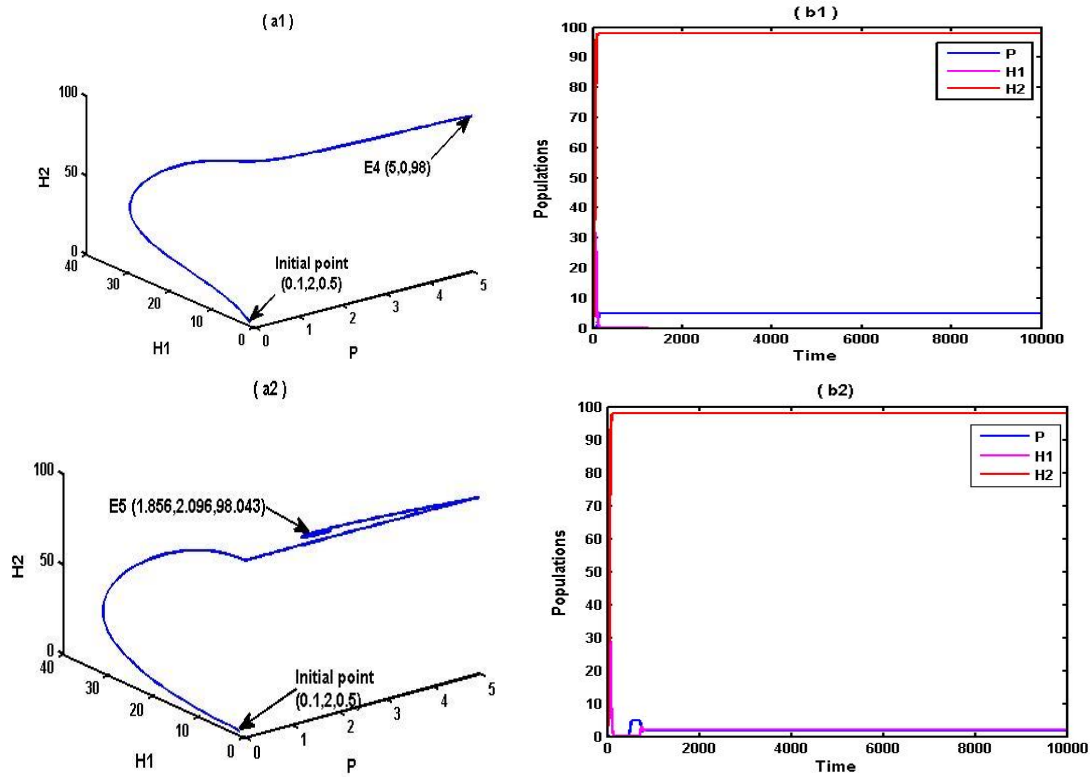 ( a1 )
100
50
0
H2
40
30
20
10
0
H1
0
1
2
3
4
5
P
E4 (5,0,98)
Initial point
(0.1,2,0.5)
( b1 )
100
90
80
70
60
50
40
30
20
10
0
Populations
0
2000
4000
6000
8000
10000
Time
P
H1
H2
( a2 )
100
50
0
H2
40
30
20
10
0
H1
0
1
2
3
4
5
P
E5 (1.856,2.096,98.043)
Initial point
(0.1,2,0.5)
( b2)
100
90
80
70
60
50
40
30
20
10
0
Populations
0
2000
4000
6000
8000
10000
Time
P
H1
H2